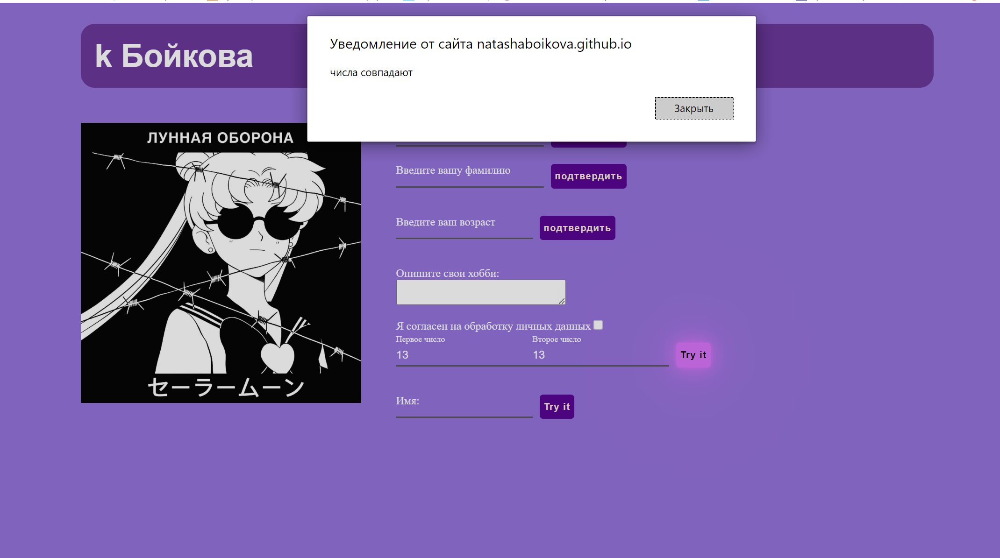 k Бойкова
Уведомление от сайта natashaboikova.github.io
числа совпадают
Закрыть
ЛУННАЯ ОБОРОНА
セーラームーン
Введите вашу фамилию
подтвердить
Введите ваш возраст
подтвердить
Опишите свои хобби:
Я согласен на обработку личных данных
Первое число Второе число
13 13 Try it
Имя: Try it